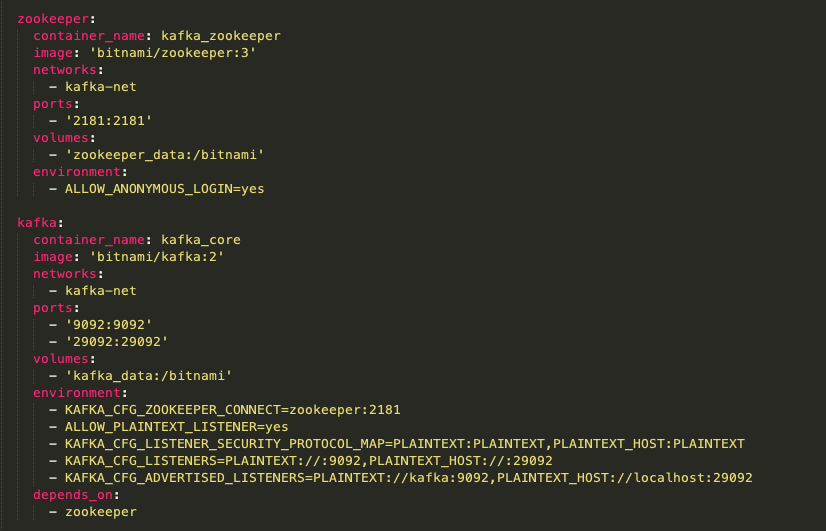 zookeeper:
container_name: kafka_zookeeper
image: 'bitnami/zookeeper:3'
networks:
- kafka-net
ports:
- '2181:2181'
volumes:
- 'zookeeper_data:/bitnami'
environment:
- ALLOW_ANONYMOUS_LOGIN=yes
kafka:
container_name: kafka_core
image: 'bitnami/kafka:2'
networks:
- kafka-net
ports:
- '9092:9092'
- '29092:29092'
volumes:
- 'kafka_data:/bitnami'
environment:
- KAFKA_CFG_ZOOKEEPER_CONNECT=zookeeper:2181
- ALLOW_PLAINTEXT_LISTENER=yes
- KAFKA_CFG_LISTENER_SECURITY_PROTOCOL_MAP=PLAINTEXT:PLAINTEXT,PLAINTEXT_HOST:PLAINTEXT
- KAFKA_CFG_LISTENERS=PLAINTEXT://:9092,PLAINTEXT_HOST://:29092
- KAFKA_CFG_ADVERTISED_LISTENERS=PLAINTEXT://kafka:9092,PLAINTEXT_HOST://localhost:29092
depends_on:
- zookeeper